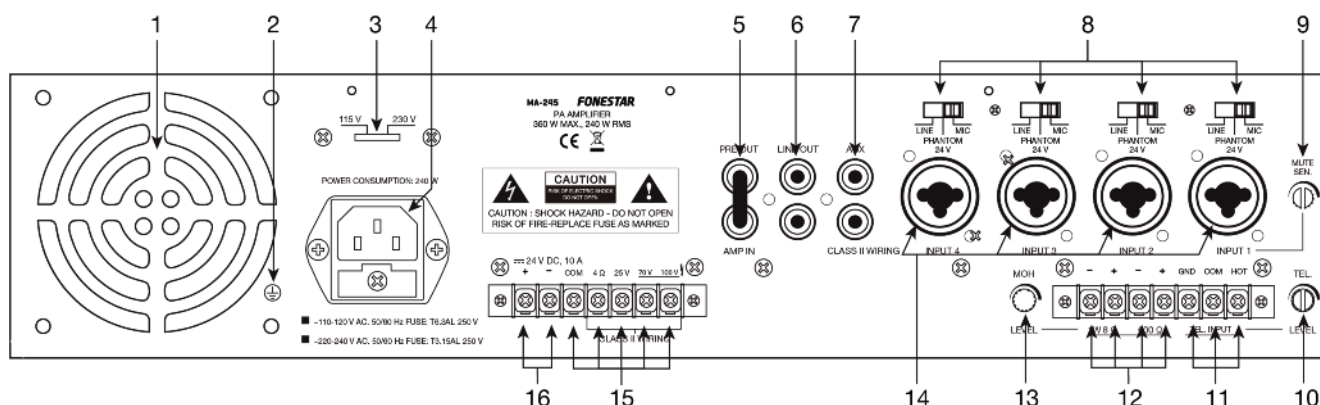 1 2 3 4 5 6 7 8 9
115 V 230 V
MA-245 FONESTAR
PA AMPLIFIER
360 W MAX., 240 W RMS
CE
POWER CONSUMPTION: 240 W
CAUTION
RISK OF ELECTRIC SHOCK
DO NOT OPEN
CAUTION : SHOCK HAZARD - DO NOT OPEN
RISK OF FIRE-REPLACE FUSE AS MARKED
PRE OUT LINE OUT AUX
AMP IN CLASS II WIRING
LINE MIC LINE MIC LINE MIC LINE MIC
PHANTOM PHANTOM PHANTOM PHANTOM
24 V 24 V 24 V 24 V
MUTE
SEN.
INPUT 4 INPUT 3 INPUT 2 INPUT 1
24 V DC, 10 A
+ − COM 4 Ω 25 V 70 V 100 V
CLASS II WIRING
~110-120 V AC. 50/60 Hz FUSE: T6.3AL 250 V
~220-240 V AC. 50/60 Hz FUSE: T3.15AL 250 V
MOH − + − + GND COM HOT TEL.
LEVEL 8 Ω TEL. INPUT LEVEL
16 15 14 13 12 11 10